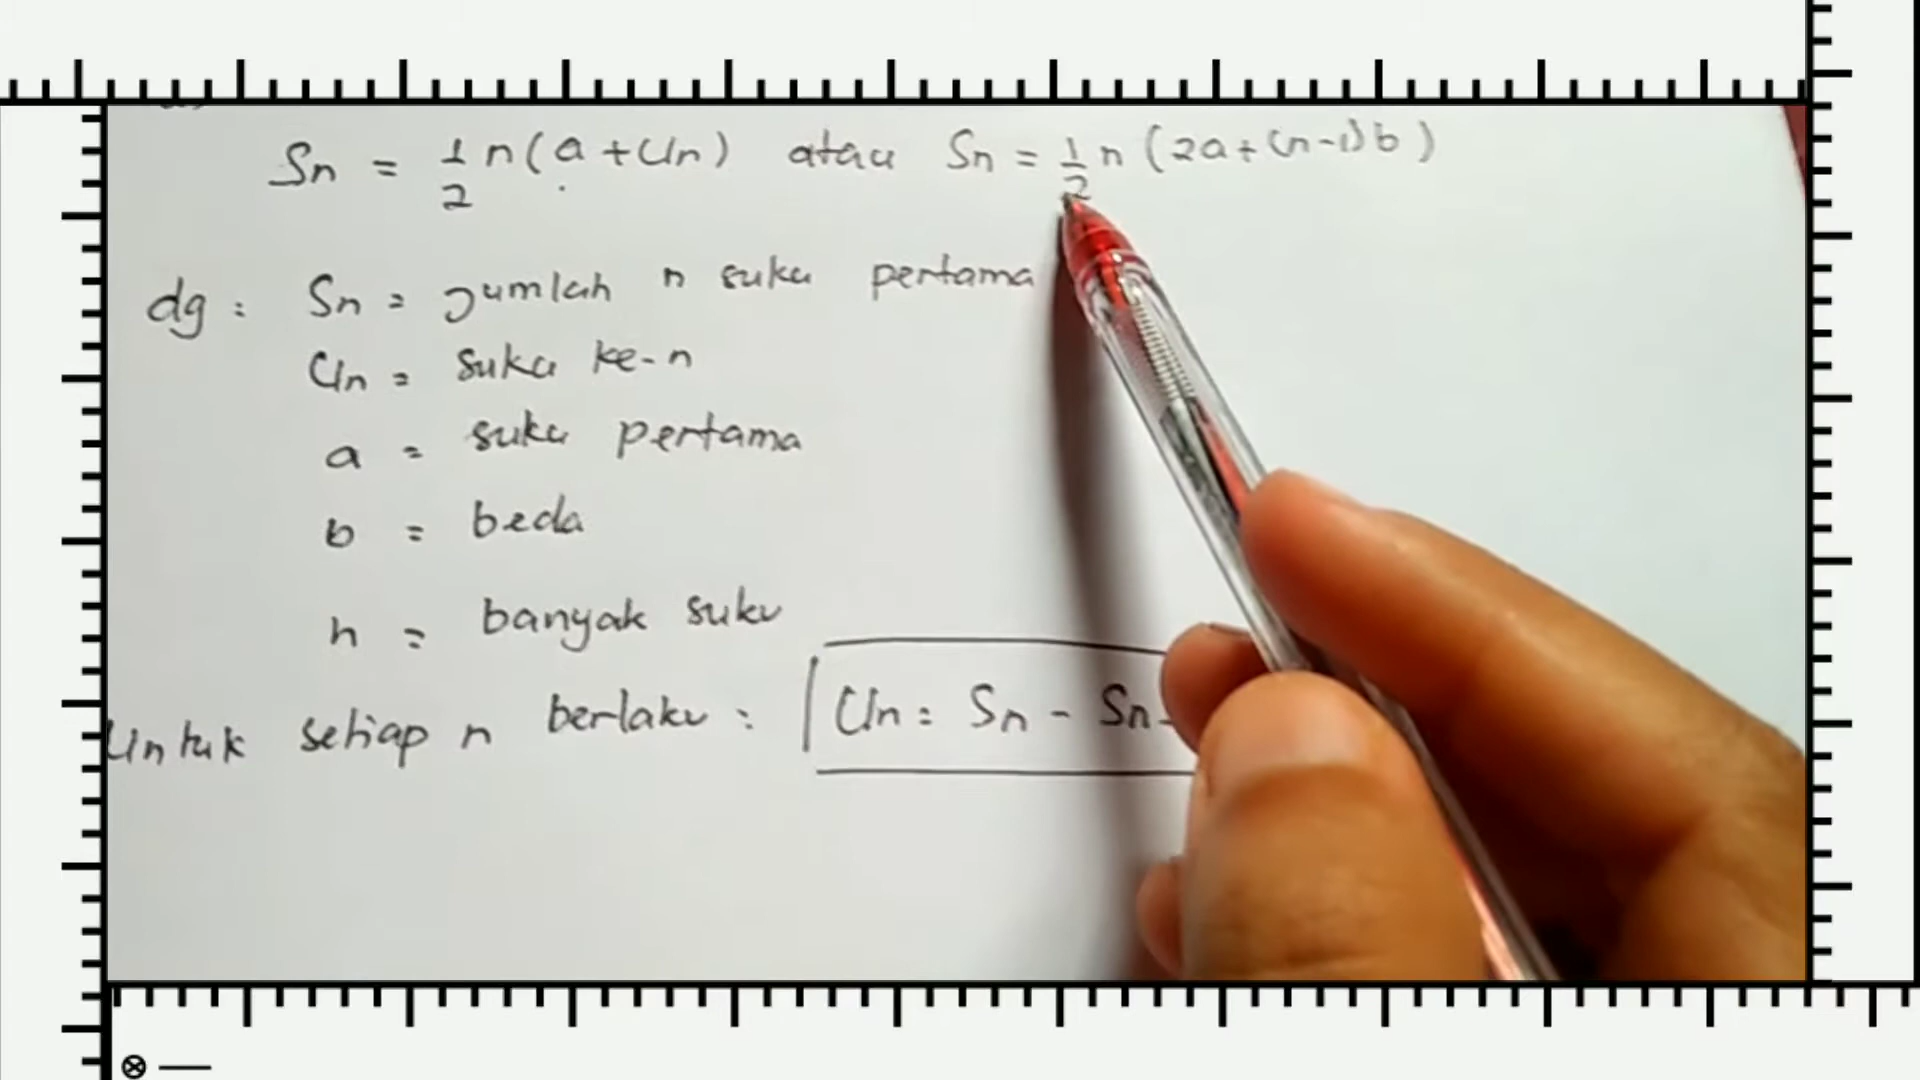 Sn = 1/2 n (a + Un) atau Sn = 1/2 n (2a + (n-1)b)
dg : Sn = Jumlah n suku pertama
Un = suku ke-n
a = suku pertama
b = beda
n = banyak suku
Untuk setiap n berlaku : Un = Sn - Sn-